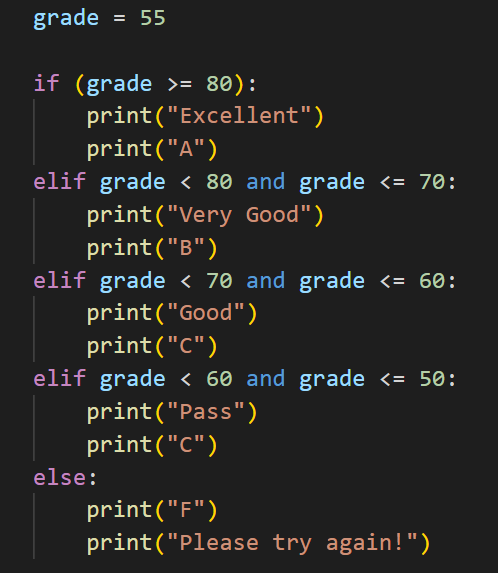 grade = 55
if (grade >= 80):
    print("Excellent")
    print("A")
elif grade < 80 and grade <= 70:
    print("Very Good")
    print("B")
elif grade < 70 and grade <= 60:
    print("Good")
    print("C")
elif grade < 60 and grade <= 50:
    print("Pass")
    print("C")
else:
    print("F")
    print("Please try again!")